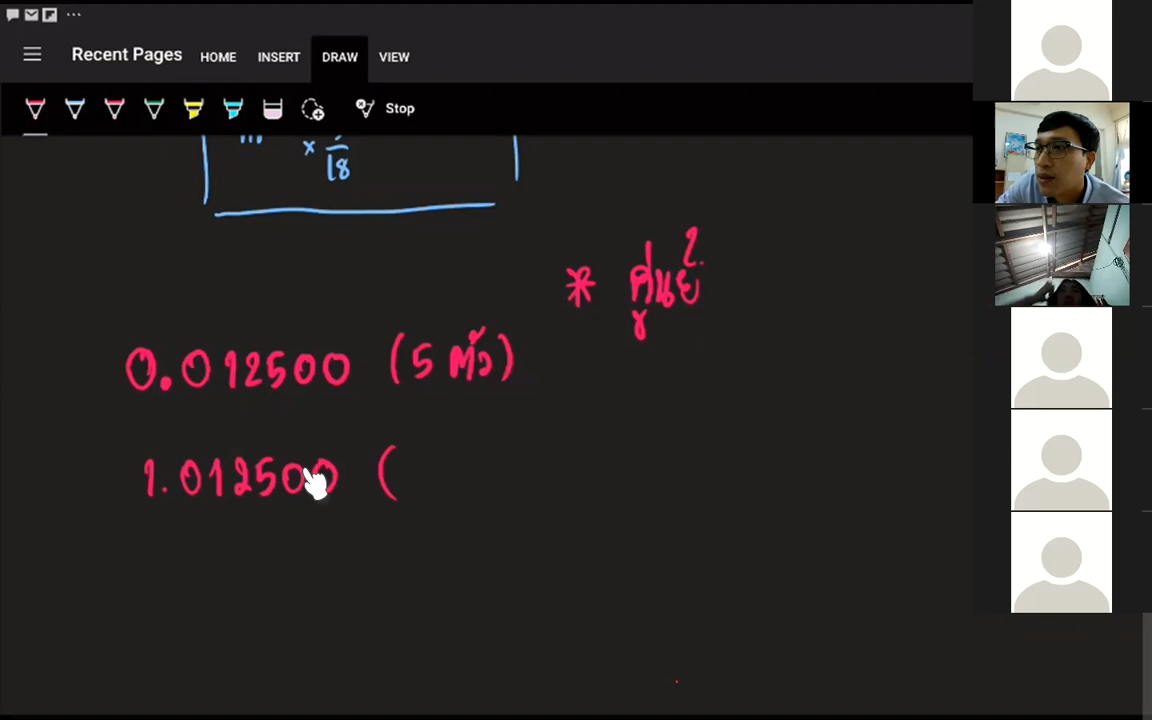 Recent Pages HOME INSERT DRAW VIEW
Stop
× 18
* ศูนย์
0.012500 (5 ตัว)
1.012500 (